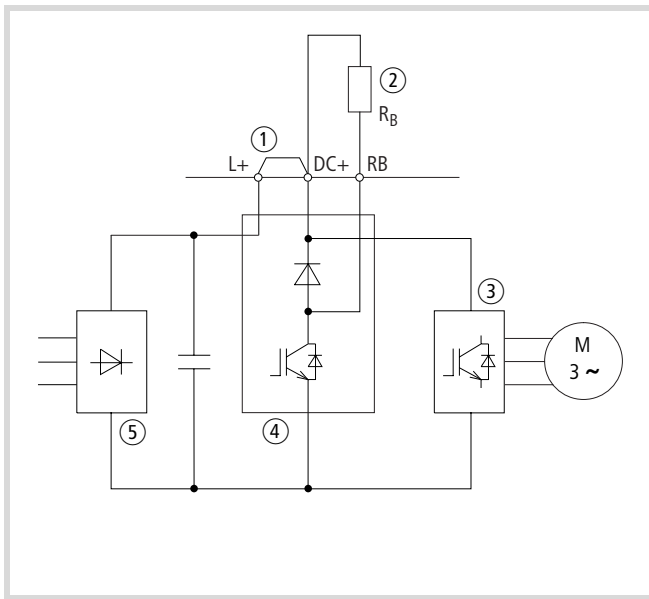 ②
R_B
①
L+ DC+ RB
③
M
3 ~
④
⑤